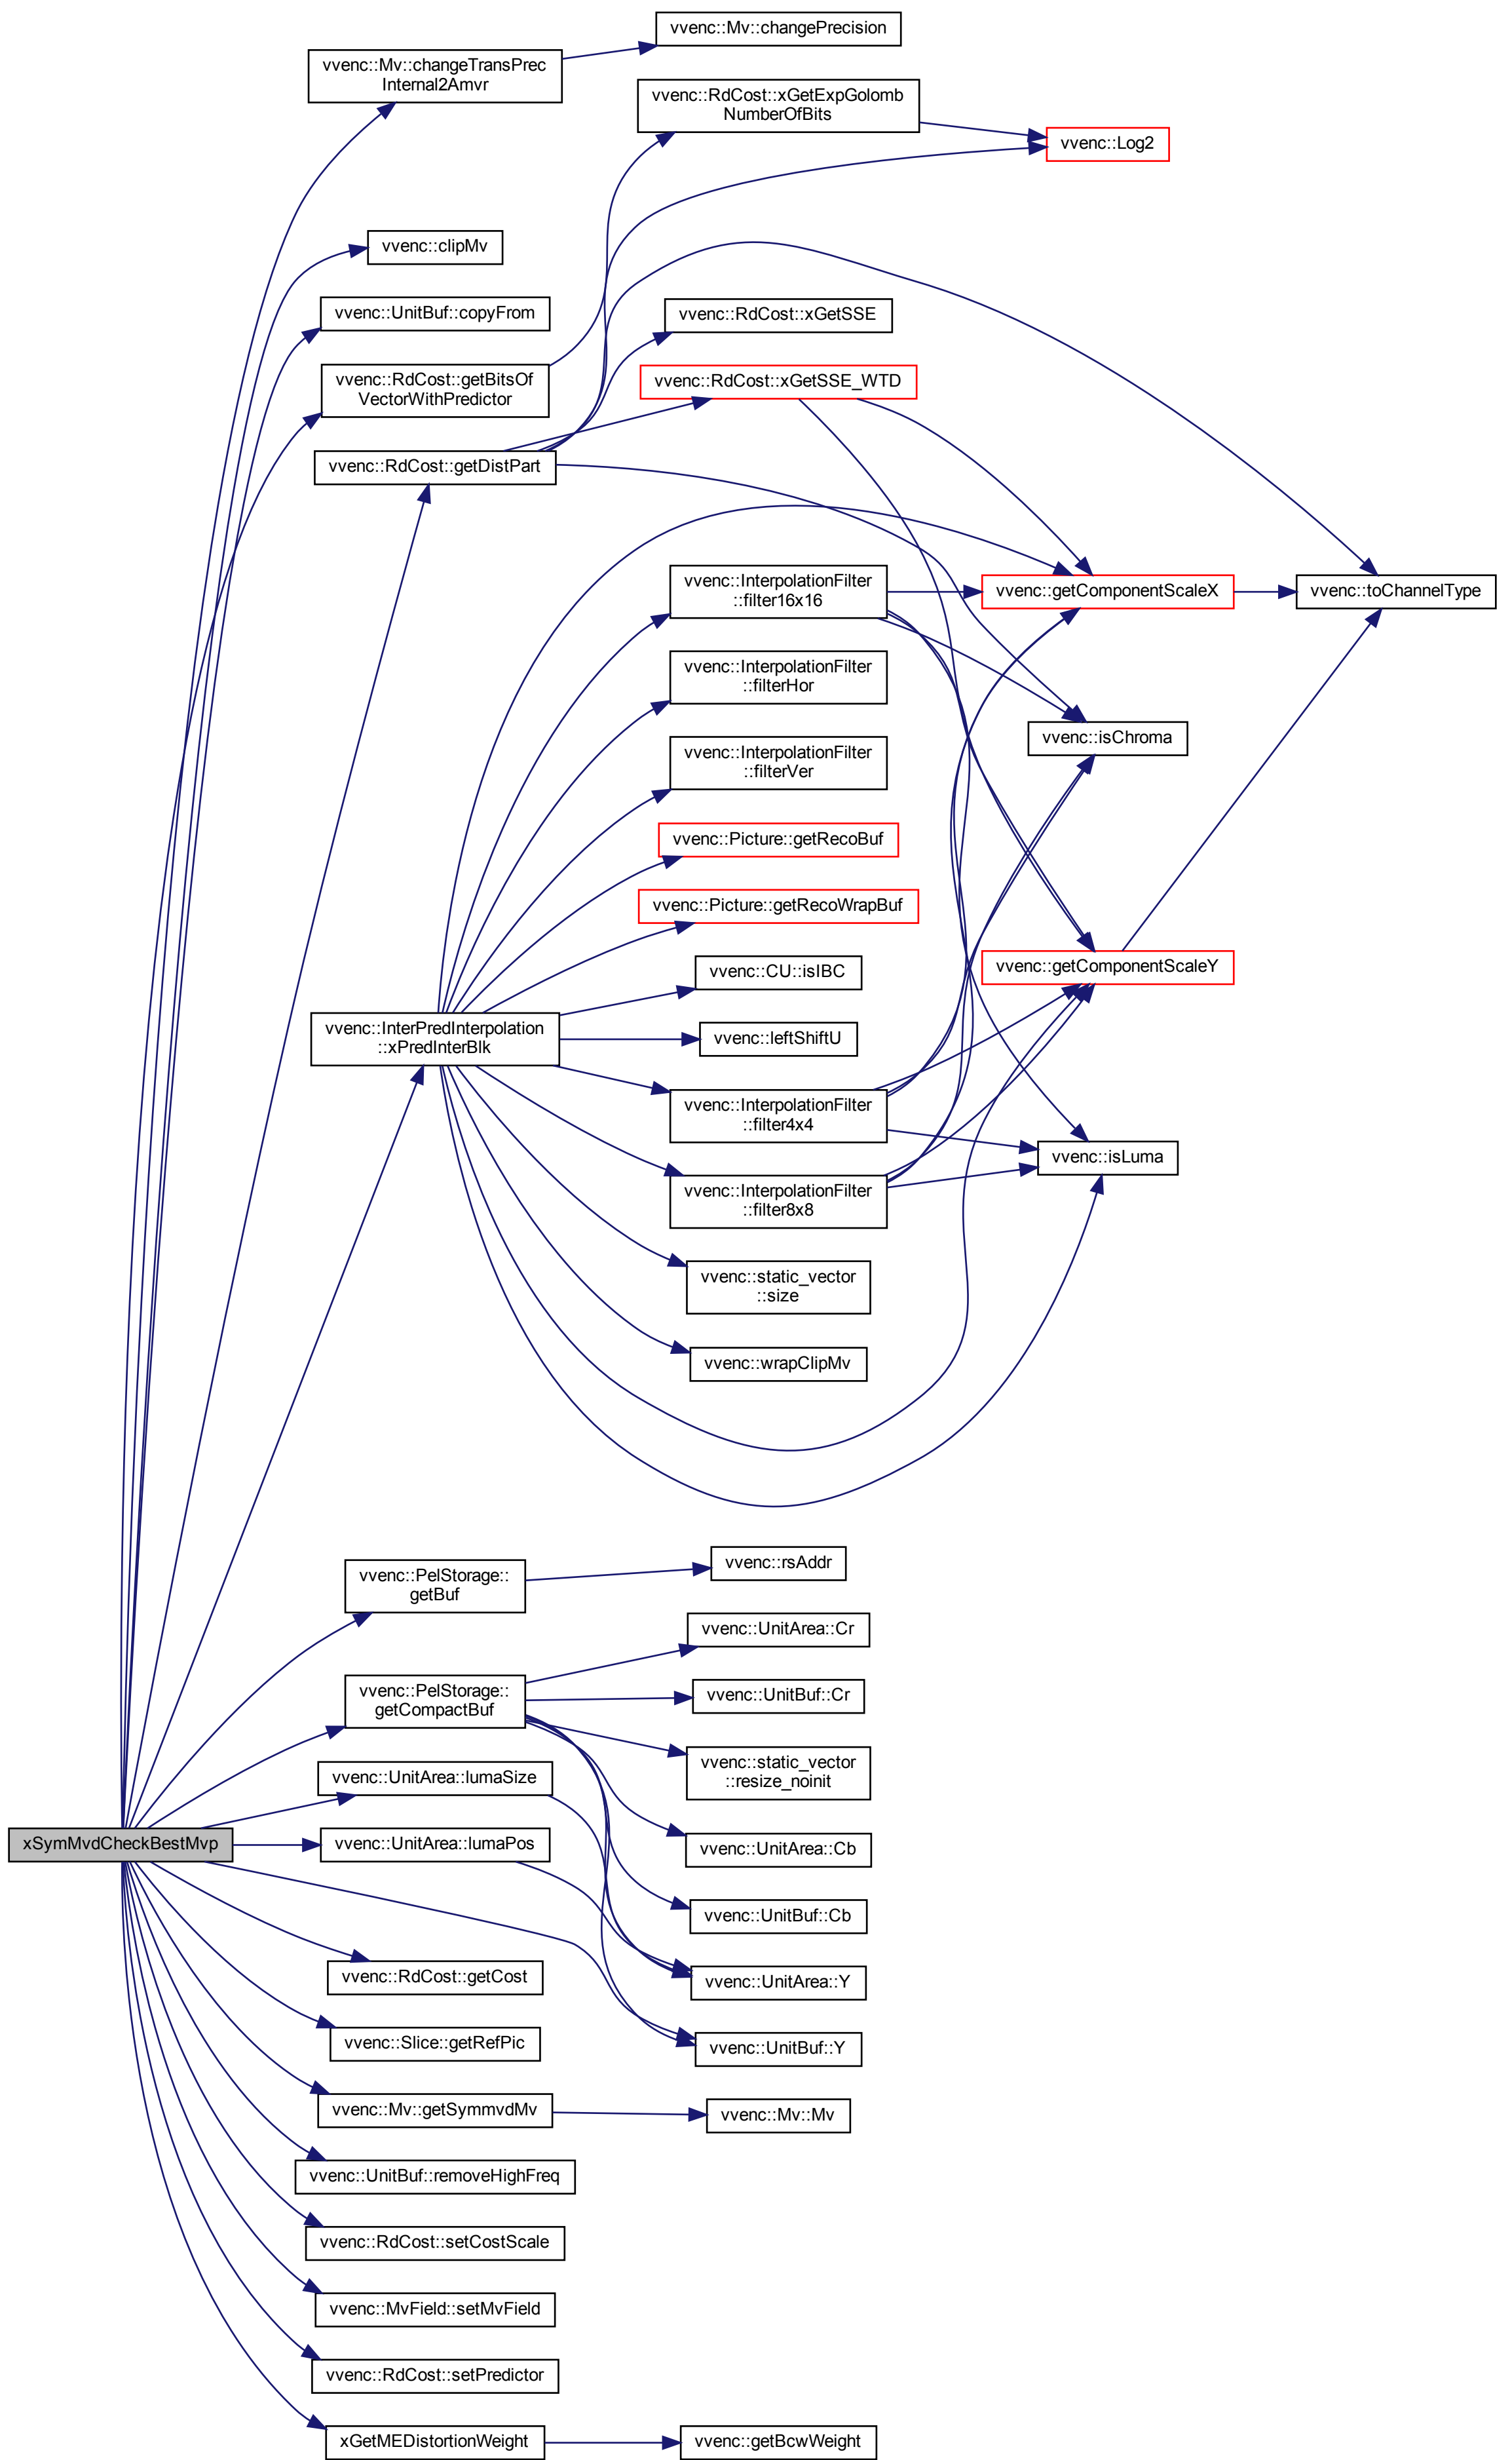 vvenc::Mv::changePrecision
vvenc::Mv::changeTransPrec
Internal2Amvr
vvenc::RdCost::xGetExpGolomb
NumberOfBits
vvenc::Log2
vvenc::clipMv
vvenc::UnitBuf::copyFrom
vvenc::RdCost::xGetSSE
vvenc::RdCost::getBitsOf
VectorWithPredictor
vvenc::RdCost::xGetSSE_WTD
vvenc::RdCost::getDistPart
vvenc::InterpolationFilter
::filter16x16
vvenc::getComponentScaleX
vvenc::toChannelType
vvenc::InterpolationFilter
::filterHor
vvenc::isChroma
vvenc::InterpolationFilter
::filterVer
vvenc::Picture::getRecoBuf
vvenc::Picture::getRecoWrapBuf
vvenc::CU::isIBC
vvenc::getComponentScaleY
vvenc::InterPredInterpolation
::xPredInterBlk
vvenc::leftShiftU
vvenc::InterpolationFilter
::filter4x4
vvenc::isLuma
vvenc::InterpolationFilter
::filter8x8
vvenc::static_vector
::size
vvenc::wrapClipMv
vvenc::PelStorage::
getBuf
vvenc::rsAddr
vvenc::UnitArea::Cr
vvenc::PelStorage::
getCompactBuf
vvenc::UnitBuf::Cr
vvenc::static_vector
::resize_noinit
vvenc::UnitArea::lumaSize
xSymMvdCheckBestMvp
vvenc::UnitArea::lumaPos
vvenc::UnitArea::Cb
vvenc::UnitBuf::Cb
vvenc::RdCost::getCost
vvenc::UnitArea::Y
vvenc::Slice::getRefPic
vvenc::UnitBuf::Y
vvenc::Mv::getSymmvdMv
vvenc::Mv::Mv
vvenc::UnitBuf::removeHighFreq
vvenc::RdCost::setCostScale
vvenc::MvField::setMvField
vvenc::RdCost::setPredictor
xGetMEDistortionWeight
vvenc::getBcwWeight